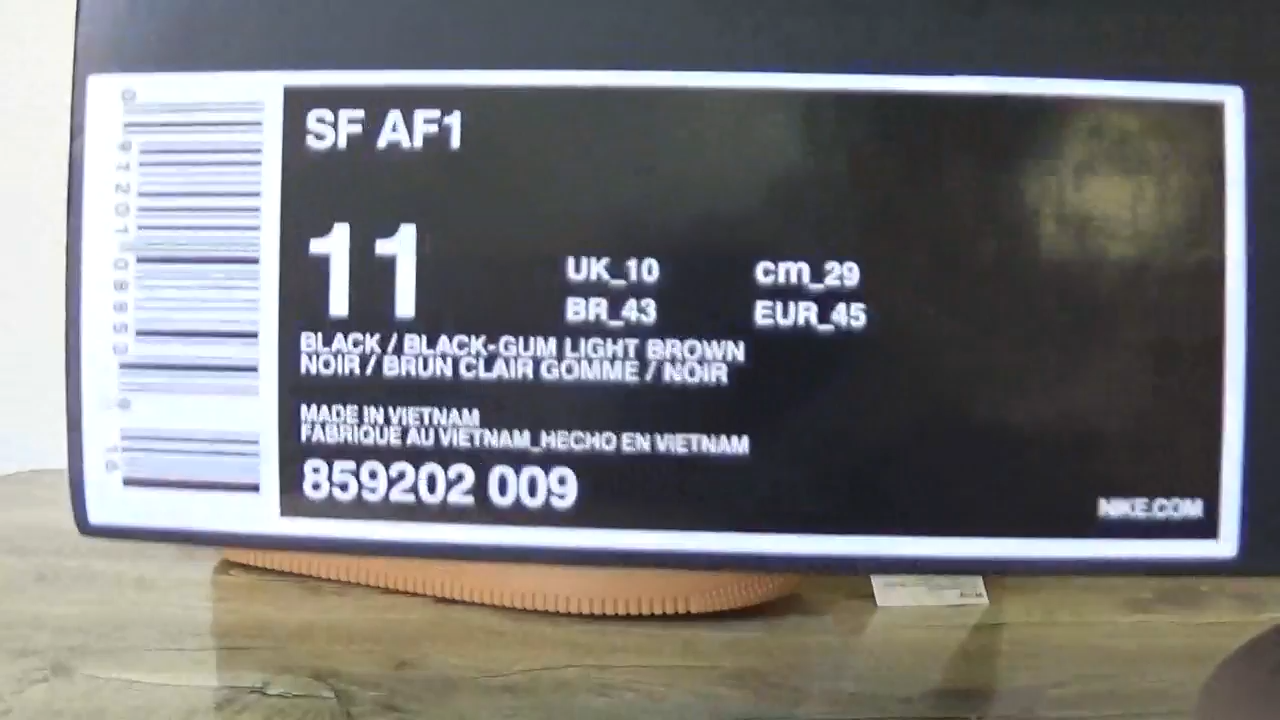 SF AF1
11
UK_10 cm_29
BR_43 EUR_45
BLACK / BLACK-GUM LIGHT BROWN
NOIR / BRUN CLAIR GOMME / NOIR
MADE IN VIETNAM
FABRIQUE AU VIETNAM_HECHO EN VIETNAM
859202 009
NIKE.COM